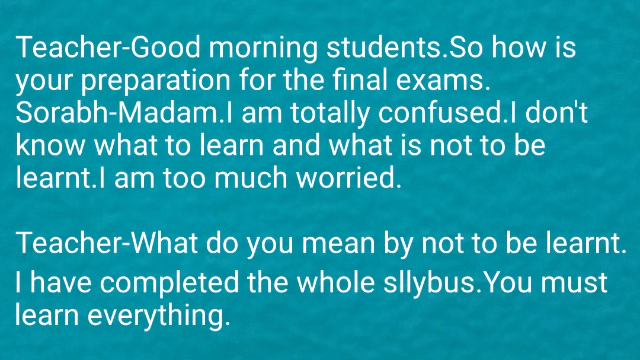 Teacher-Good morning students.So how is
your preparation for the final exams.
Sorabh-Madam.I am totally confused.I don't
know what to learn and what is not to be
learnt.I am too much worried.
Teacher-What do you mean by not to be learnt.
I have completed the whole sllybus.You must
learn everything.